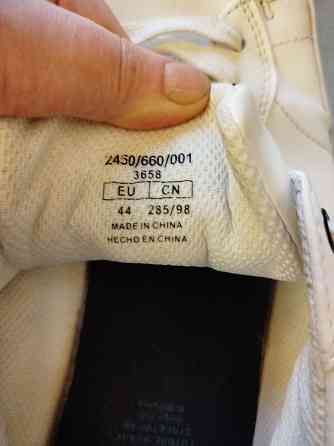 2430/660/001
3658
EU CN
44 285/98
MADE IN CHINA
HECHO EN CHINA